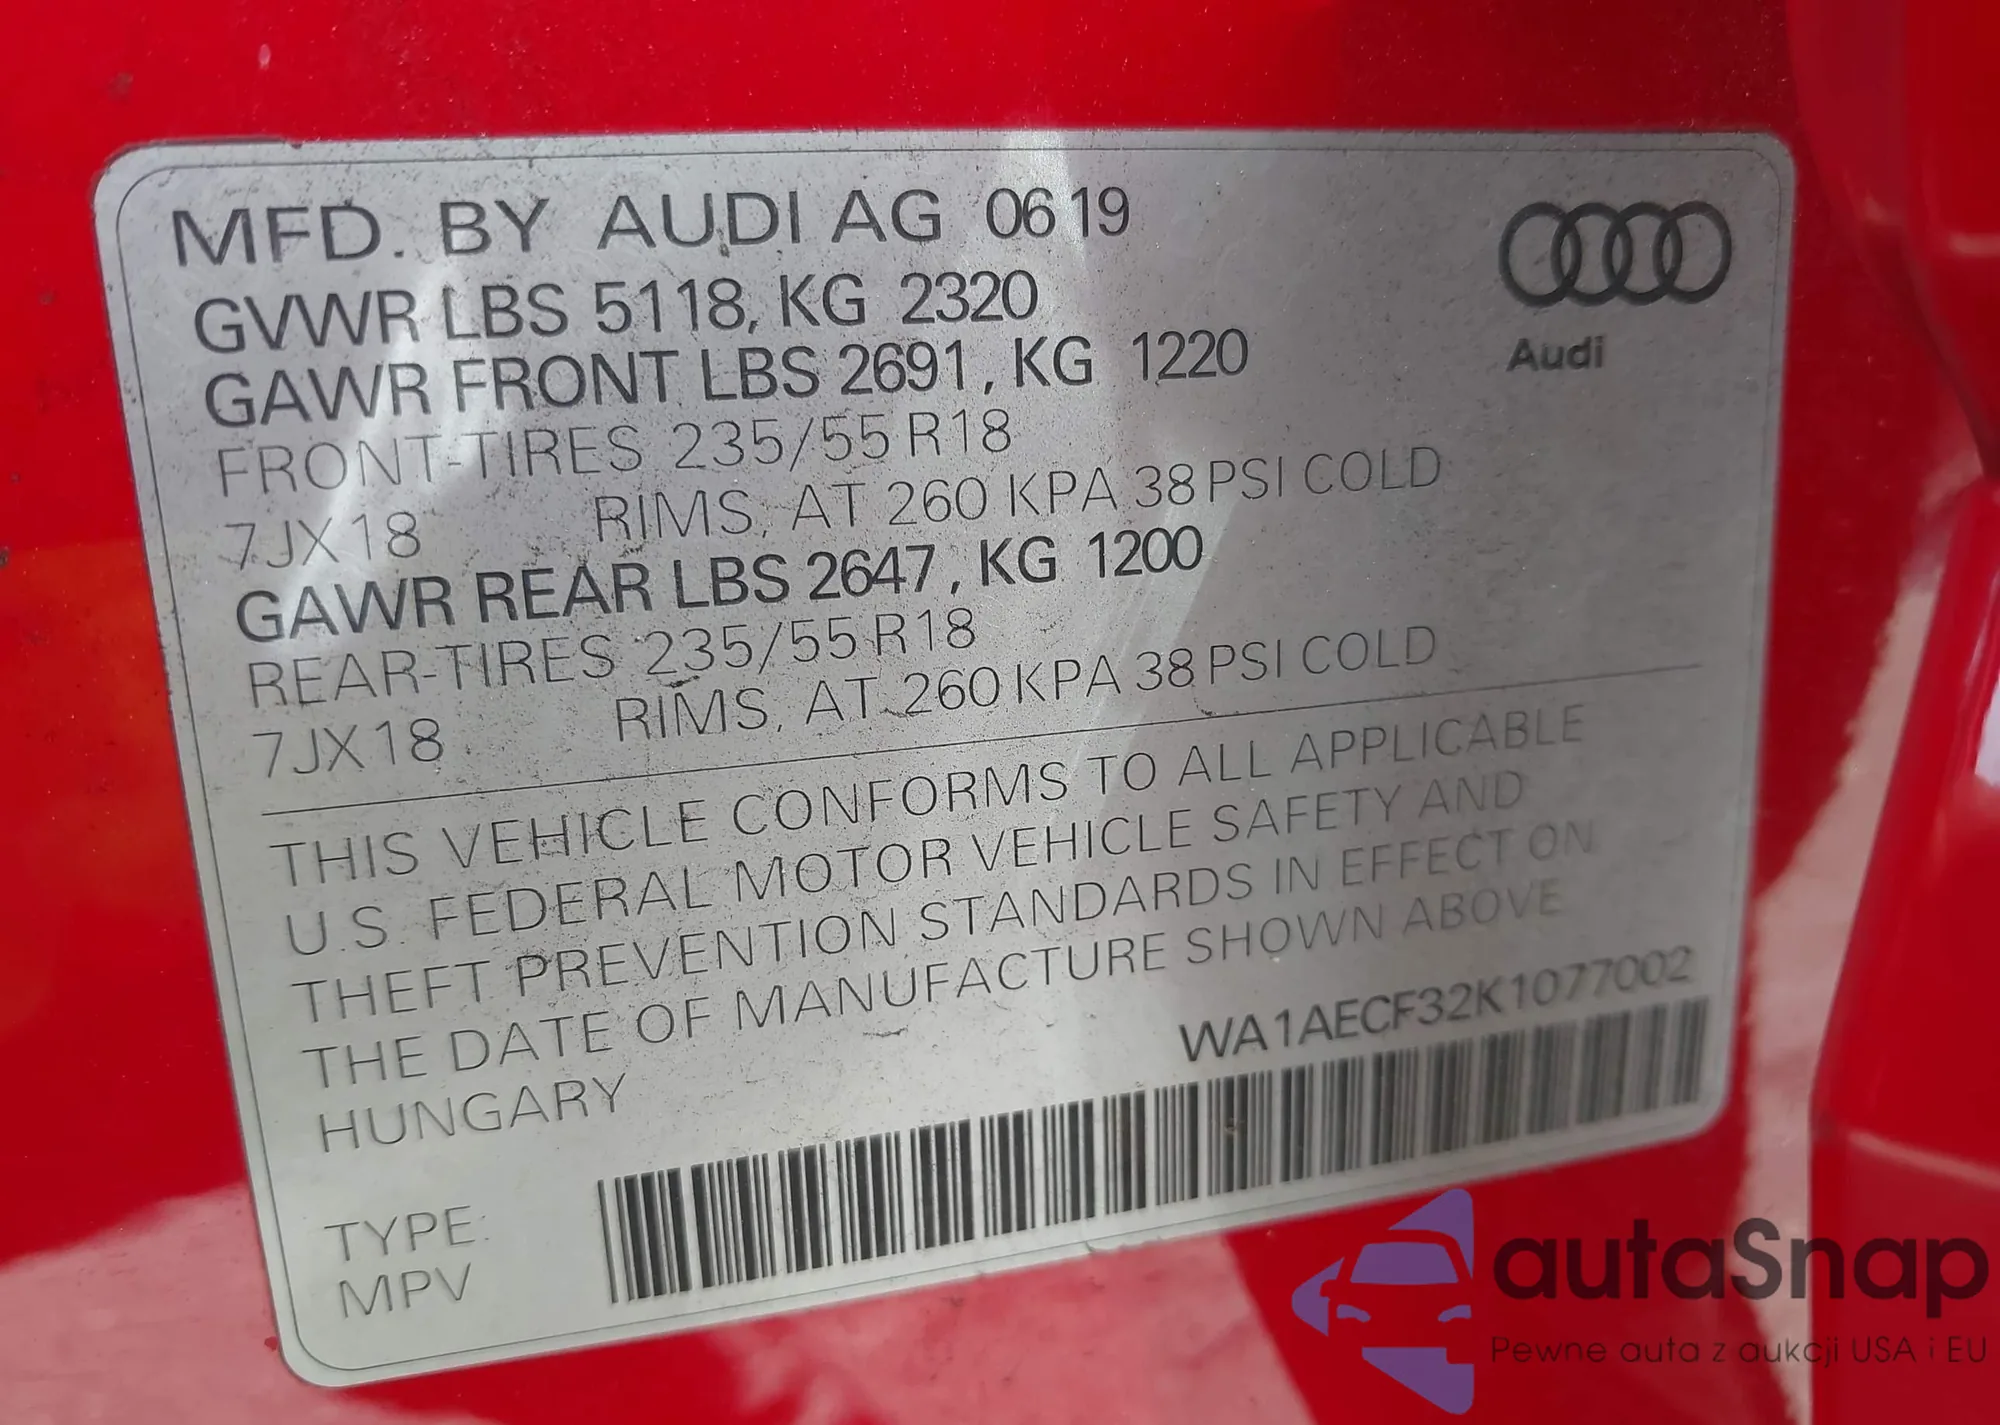 MFD. BY AUDI AG 06 19
GVWR LBS 5118, KG 2320
GAWR FRONT LBS 2691, KG 1220
FRONT-TIRES 235/55 R18
7JX18 RIMS, AT 260 KPA 38 PSI COLD
GAWR REAR LBS 2647, KG 1200
REAR-TIRES 235/55 R18
7JX18 RIMS, AT 260 KPA 38 PSI COLD
Audi
THIS VEHICLE CONFORMS TO ALL APPLICABLE
U.S. FEDERAL MOTOR VEHICLE SAFETY AND
THEFT PREVENTION STANDARDS IN EFFECT ON
THE DATE OF MANUFACTURE SHOWN ABOVE
HUNGARY
WA1AECF32K1077002
TYPE:
MPV
autaSnap
Pewne auta z aukcji USA i EU